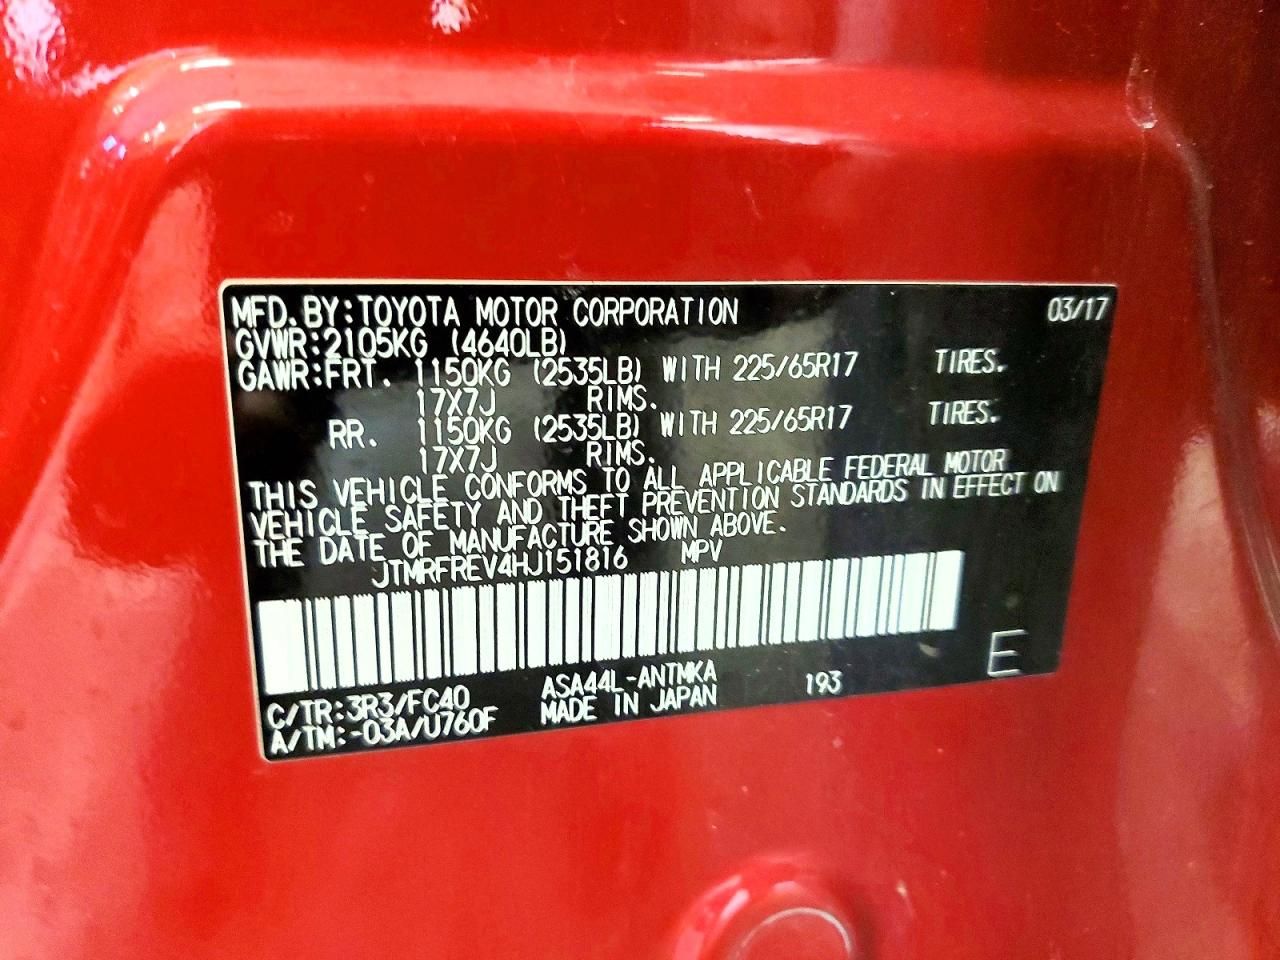 MFD. BY: TOYOTA MOTOR CORPORATION 03/17
GVWR: 2105KG (4640LB)
GAWR: FRT. 1150KG (2535LB) WITH 225/65R17 TIRES.
17X7J RIMS.
RR. 1150KG (2535LB) WITH 225/65R17 TIRES.
17X7J RIMS.
THIS VEHICLE CONFORMS TO ALL APPLICABLE FEDERAL MOTOR
VEHICLE SAFETY AND THEFT PREVENTION STANDARDS IN EFFECT ON
THE DATE OF MANUFACTURE SHOWN ABOVE.
JTMRFREV4HJ151816 MPV
C/TR: 3R3/FC40 ASA44L-ANTMKA 193 E
A/TM: -03A/U760F MADE IN JAPAN